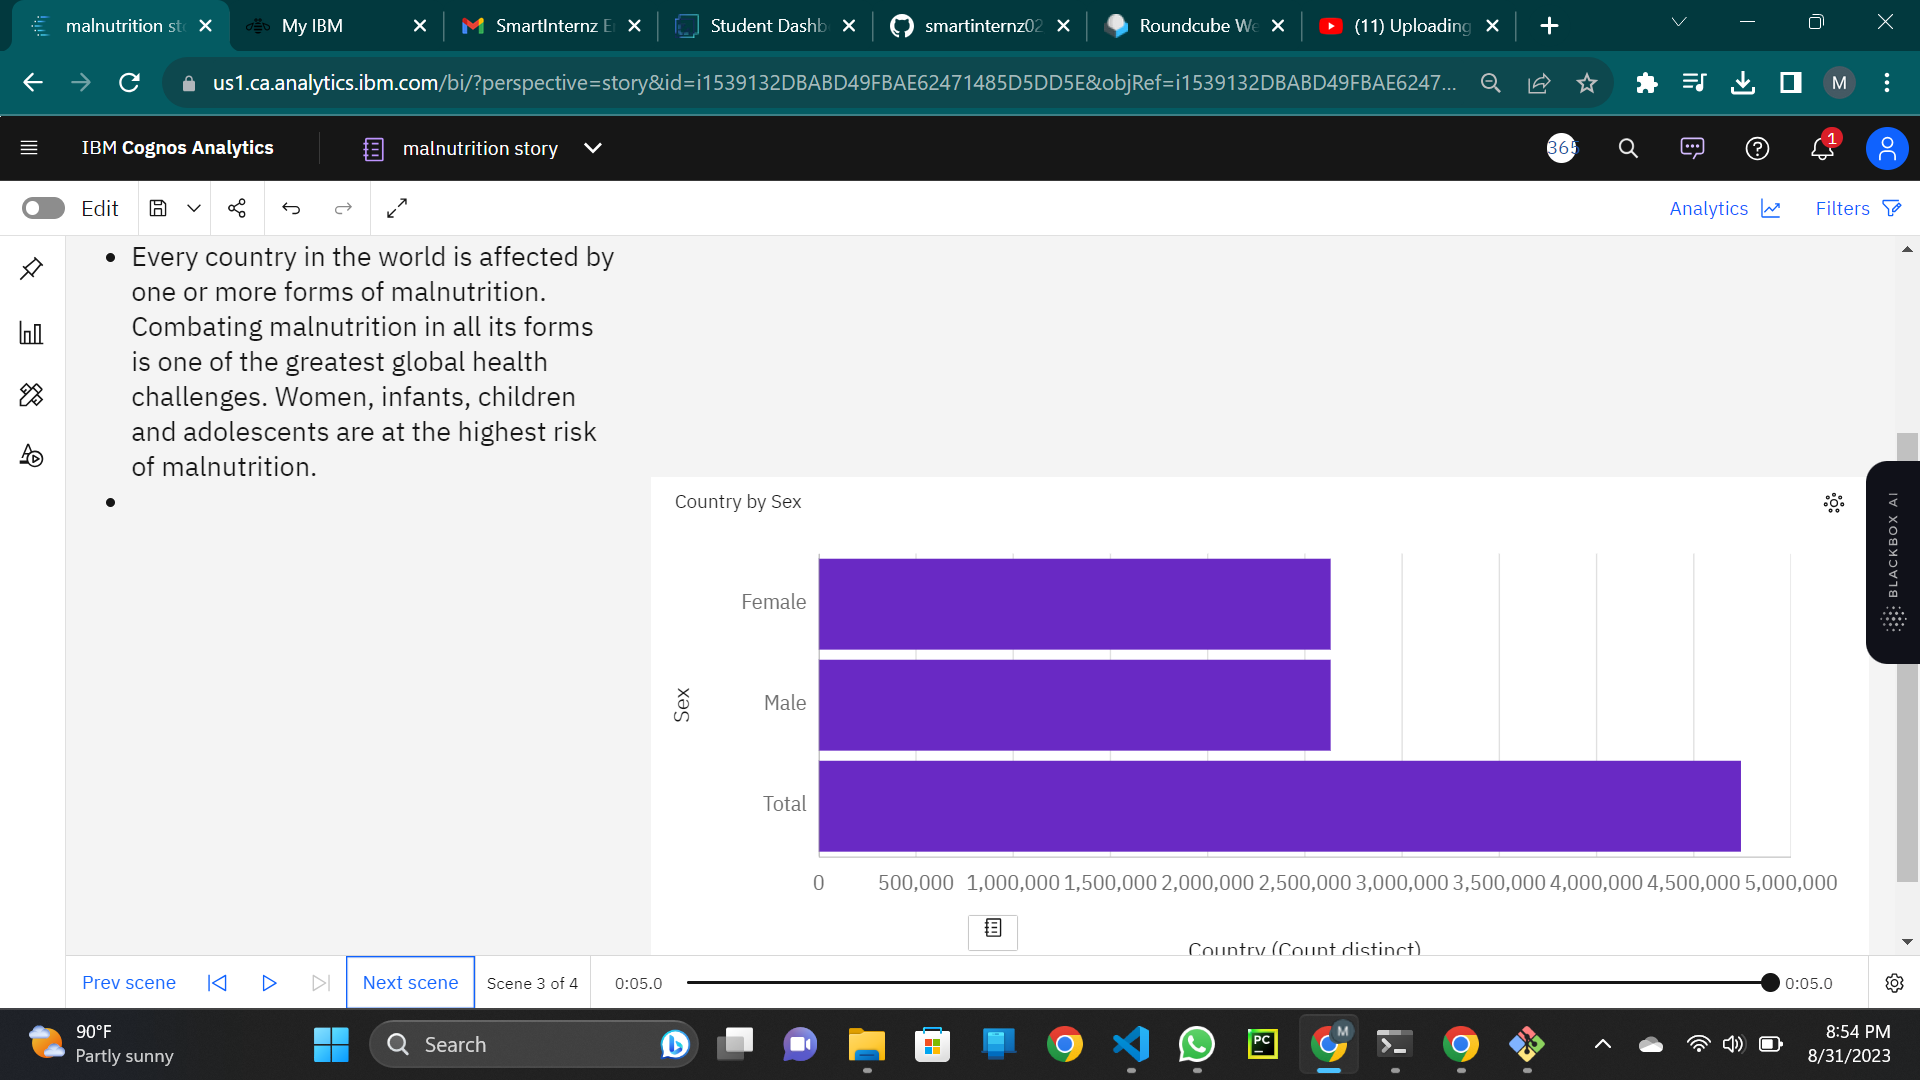 malnutrition st
My IBM
SmartInternz E
Student Dashb
smartinternz02
Roundcube We
(11) Uploading
us1.ca.analytics.ibm.com/bi/?perspective=story&id=i1539132DBABD49FBAE62471485D5DD5E&objRef=i1539132DBABD49FBAE6247...
M
IBM Cognos Analytics
malnutrition story
365
1
Edit
Analytics
Filters
• Every country in the world is affected by
one or more forms of malnutrition.
Combating malnutrition in all its forms
is one of the greatest global health
challenges. Women, infants, children
and adolescents are at the highest risk
of malnutrition.
•
Country by Sex
BLACKBOX AI
Female
Sex
Male
Total
0 500,000 1,000,000 1,500,000 2,000,000 2,500,000 3,000,000 3,500,000 4,000,000 4,500,000 5,000,000
Country (Count distinct)
Prev scene
Next scene
Scene 3 of 4
0:05.0
0:05.0
90°F
Partly sunny
Search
PC
M
8:54 PM
8/31/2023